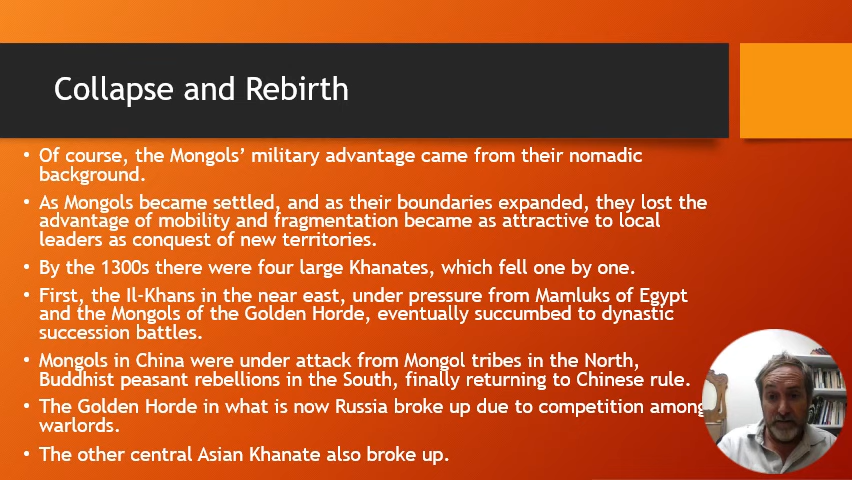 Collapse and Rebirth
• Of course, the Mongols’ military advantage came from their nomadic
background.
• As Mongols became settled, and as their boundaries expanded, they lost the
advantage of mobility and fragmentation became as attractive to local
leaders as conquest of new territories.
• By the 1300s there were four large Khanates, which fell one by one.
• First, the Il-Khans in the near east, under pressure from Mamluks of Egypt
and the Mongols of the Golden Horde, eventually succumbed to dynastic
succession battles.
• Mongols in China were under attack from Mongol tribes in the North,
Buddhist peasant rebellions in the South, finally returning to Chinese rule.
• The Golden Horde in what is now Russia broke up due to competition among
warlords.
• The other central Asian Khanate also broke up.